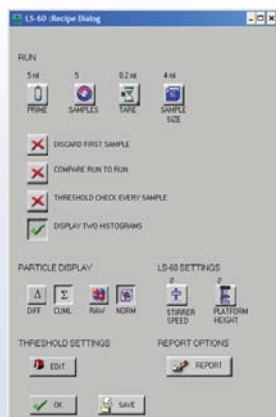 LS-60 :Recipe Dialog
RUN
5 ml 5 0.2 ml 4 ml
PRIME SAMPLES TARE SAMPLE SIZE
DISCARD FIRST SAMPLE
COMPARE RUN TO RUN
THRESHOLD CHECK EVERY SAMPLE
DISPLAY TWO HISTOGRAMS
PARTICLE DISPLAY LS-60 SETTINGS
0 0
Δ Σ
DIFF CUML RAW NORM STIRRER SPEED PLATFORM HEIGHT
THRESHOLD SETTINGS REPORT OPTIONS
EDIT REPORT
OK SAVE